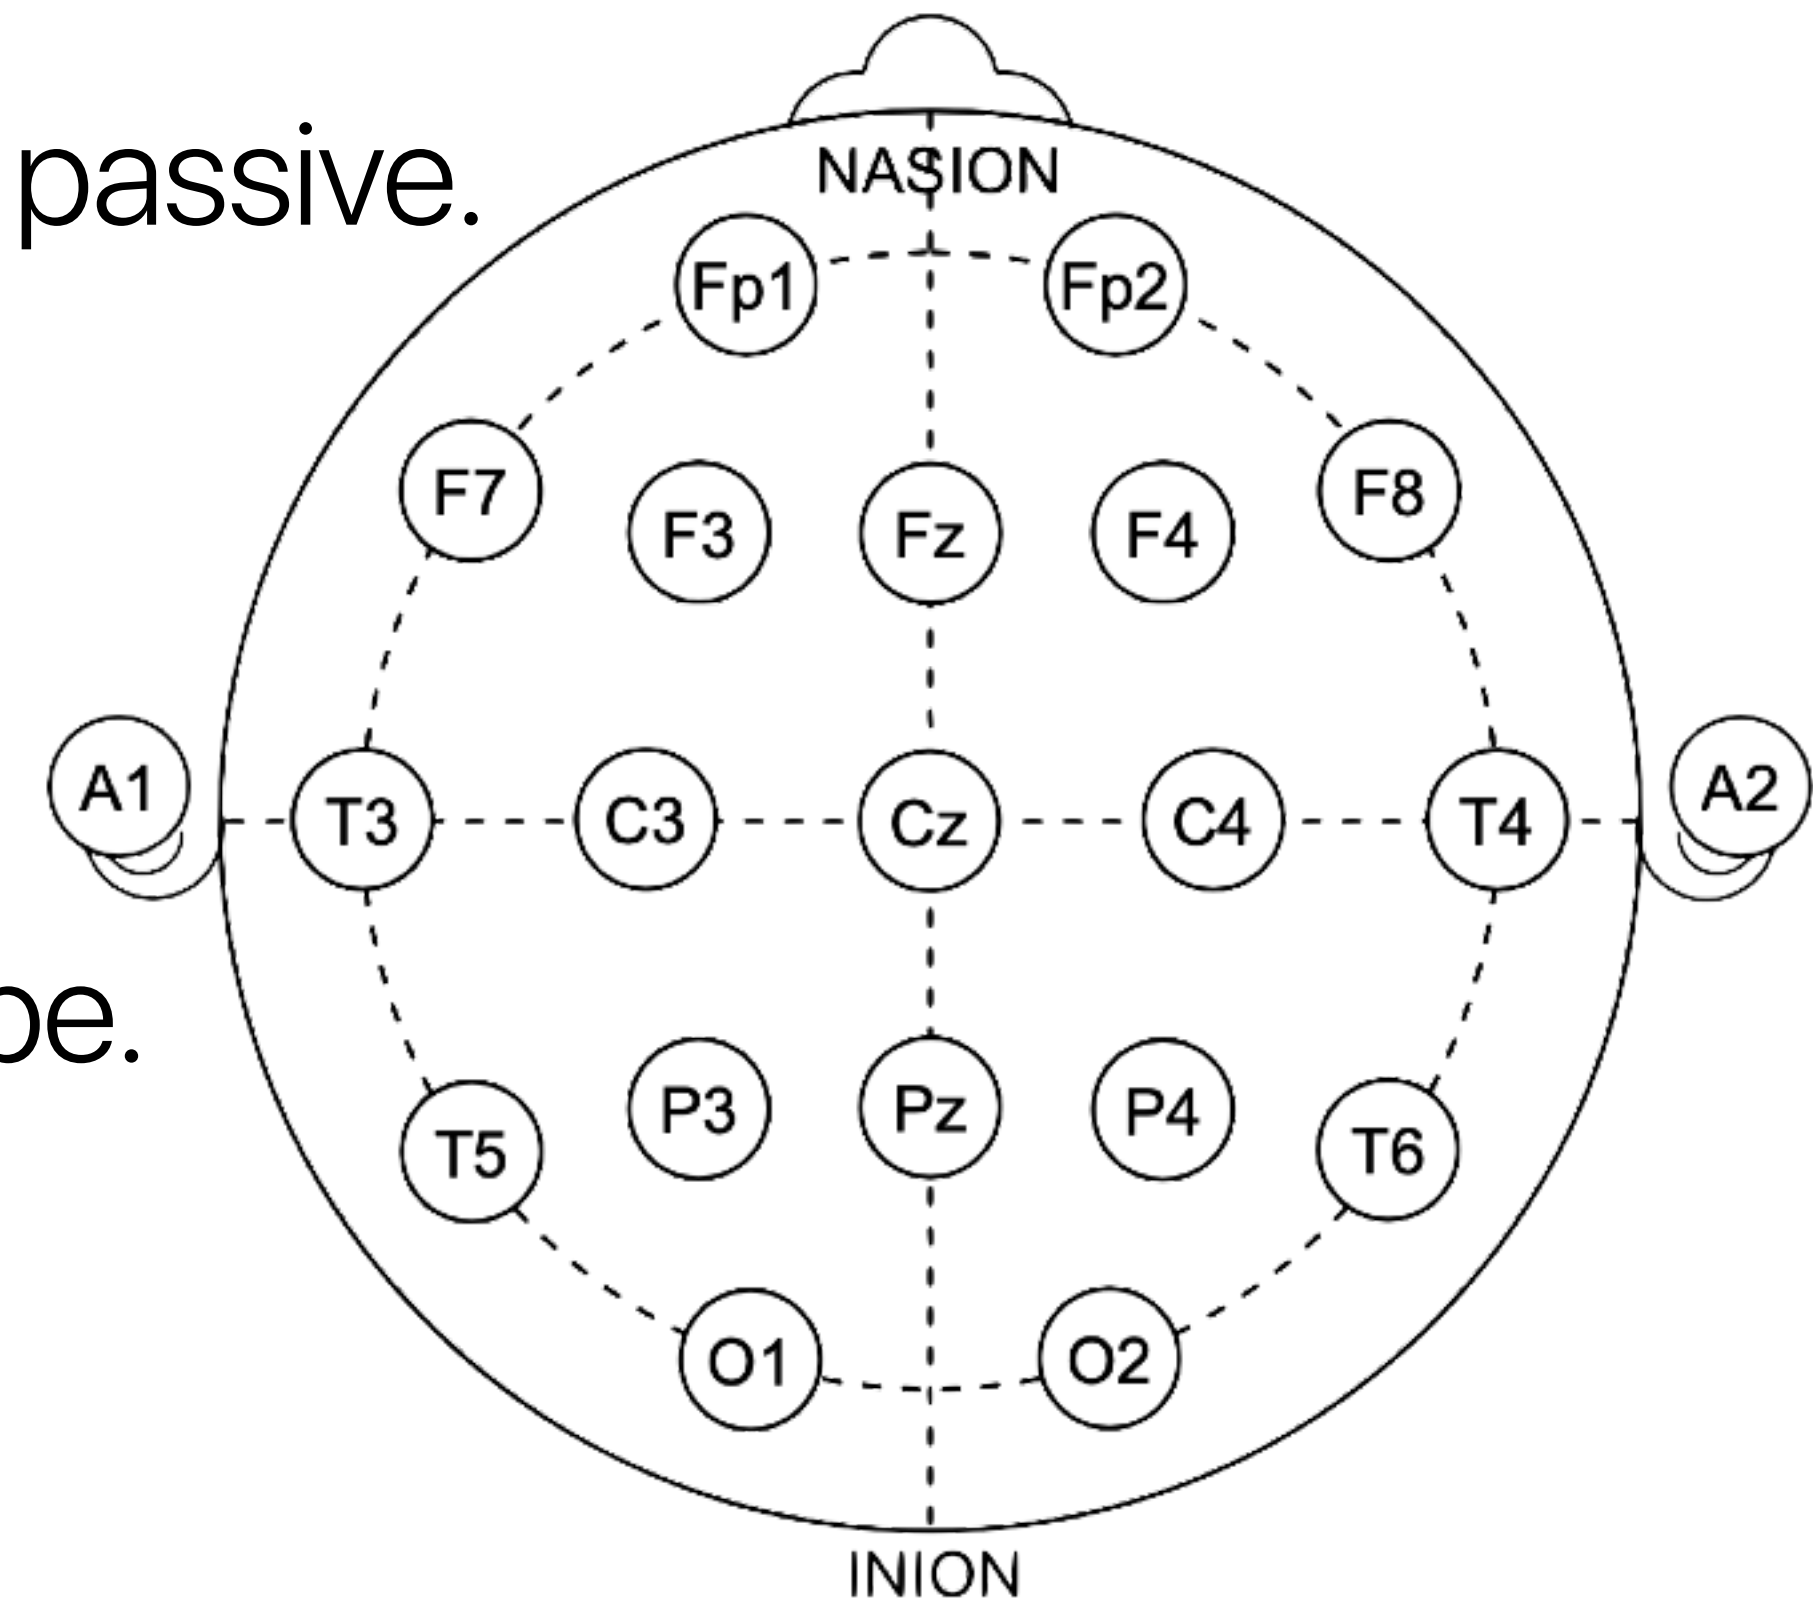 passive.
NASION
Fp1 Fp2
F7 F3 Fz F4 F8
A1 T3 C3 Cz C4 T4 A2
be.
T5 P3 Pz P4 T6
O1 O2
INION